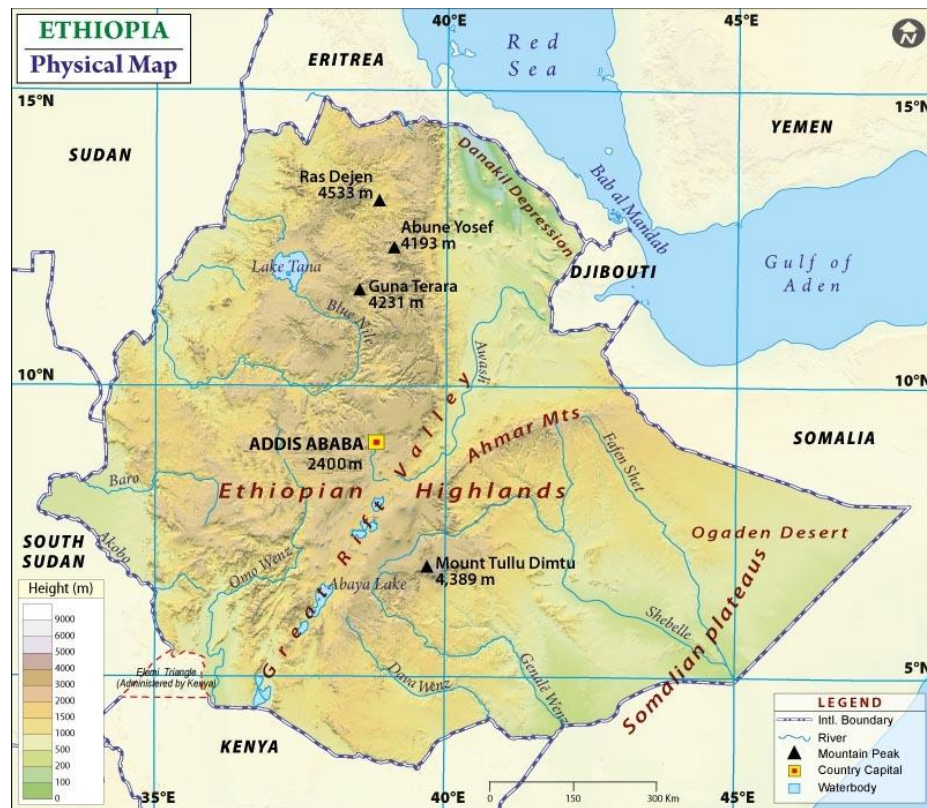 ETHIOPIA
Physical Map
40°E
45°E
N
Red
Sea
ERITREA
15°N
15°N
YEMEN
SUDAN
Danakil Depression
Bab al Mandab
Ras Dejen
4533 m
Abune Yosef
4193 m
Lake Tana
DJIBOUTI
Gulf of
Aden
Guna Terara
4231 m
Blue Nile
Awash
10°N
10°N
Great Rift Valley
Ahmar Mts
ADDIS ABABA
2400 m
Fafen Shet
SOMALIA
Baro
Ethiopian Highlands
Ogaden Desert
SOUTH
SUDAN
Akobo
Omo Wenz
Mount Tullu Dimtu
4,389 m
Abaya Lake
Somalian plateaus
Shebelle
Height (m)
9000
6000
5000
4000
3000
2000
1000
500
200
100
0
Elemi Triangle
(Administered by Kenya)
Dava Wenz
Genalē Wenz
5°N
5°N
KENYA
LEGEND
Intl. Boundary
River
Mountain Peak
Country Capital
Waterbody
35°E
40°E
45°E
0 150 300 Km